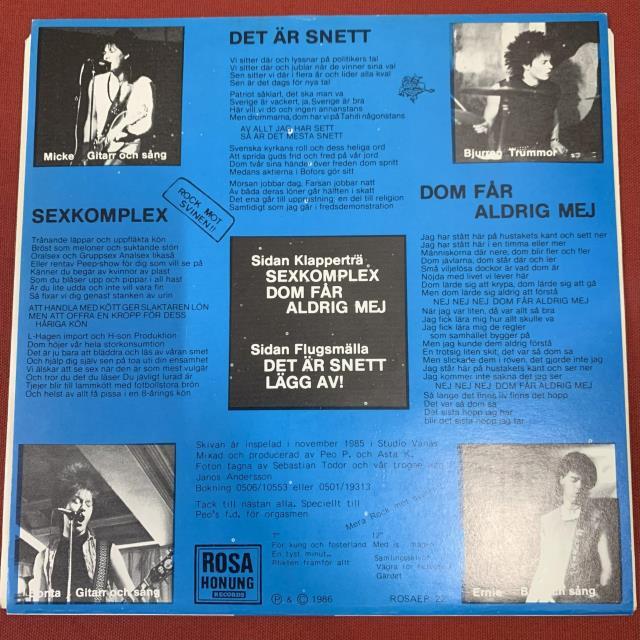 DET ÄR SNETT
Vi sitter där och lyssnar på politikers tal
Vi sitter där och jublar när de vinner sina val
Sen sitter vi där i flera år och lider alla kval
Sen är det dags för nya tal
Patriot såklart, det ska man va
Sverige är vackert, ja, Sverige är bra
Här vill vi dö och ingen annanstans
Men drömmarna, dom har vi på Tahiti någonstans
AV ALLT JAG HAR SETT
SÅ ÄR DET MESTA SNETT
Svenska kyrkans roll och dess heliga ord
Att sprida guds frid och fred på vår jord
Dom tvår sina händer över freden dom spritt
Medans aktierna i Bofors gör sitt
Morsan jobbar dag, Farsan jobbar natt
Av båda deras löner går hälften i skatt
Det ena går till upprustning; en del till religion
Samtidigt som jag går i fredsdemonstration
Micke Gitarr och sång
Bjurren Trummor
ROCK MOT
SVINEN!!
SEXKOMPLEX
Trånande läppar och uppfläkta kön
Bröst som meloner och suktande stön
Oralsex och Gruppsex Analsex likaså
Eller rentav Peep-show för dig som vill se på
Känner du begär av kvinnor av plast
Som du blåser upp och pippar i all hast
Är du lite udda och inte vill vara fin
Så fixar vi dig genast stanken av urin
ATT HANDLA MED KÖTT GER SLAKTAREN LÖN
MEN ATT OFFRA EN KROPP FÖR DESS
HÅRIGA KÖN
L-Hagen import och H-son Produktion
Dom höjer vår hela storkonsumtion
Det är ju bara att bläddra och läs av våran smet
Och hjälp dig själv sen på toa uti din ensamhet
Vi älskar att se sex när den är som mest vulgär
Och tror du det du läser Du javligt lurad är
Tjejer blir till lammkött med fotbollstora brön
Och helst av allt få pissa i en 8-årings kön
Sidan Klapperträ
SEXKOMPLEX
DOM FÅR
ALDRIG MEJ
Sidan Flugsmälla
DET ÄR SNETT
LÄGG AV!
DOM FÅR
ALDRIG MEJ
Jag har stått här på hustakets kant och sett ner
Jag har stått här i en timma eller mer
Människorna där nere, dom blir fler och fler
Dom jävlarna, dom står där och ler
Små viljelösa dockor är vad dom är
Nöjda med livet vi lever här
Dom lärde sig att krypa, dom lärde sig att gå
Men dom lärde mig aldrig att förstå
NEJ NEJ NEJ DOM FÅR ALDRIG MEJ
När jag var liten, då var allt så bra
Jag fick lära mig hur allt skulle va
Jag fick lära mig de regler
som samhället bygger på
Men jag kunde dem aldrig förstå
En trotsig liten skit, det var så dom sa
Men slickarle dem i röven, det gjorde inte jag
Jag står här på hustakets kant och ser ner
Jag kommer inte sakna det jag ser
NEJ NEJ NEJ DOM FÅR ALDRIG MEJ
Så länge det finns liv finns det hopp
Det var så dom sa
Det sista hopp jag har
blir det sista hopp jag tar
Skivan är inspelad i november 1985 i Studio Vänäs
Mixad och producerad av Peo P. och Asta K.
Foton tagna av Sebastian Todor och vår trogne
Janos Andersson
Bokning 0506/10553 eller 0501/19313
Tack till nästan alla. Speciellt till
Peo's f.d. för orgasmen
Mera Rock mot
7"
För kung och fosterland
En tyst minut..
Plikten framför allt
12"
Med is
Samlingsskivor
Vägra för helvete
Gärdet
Bonta Gitarr och sång
ROSA
HONUNG
RECORDS
℗ & © 1986
ROSAEP 22
Ernie Bas och sång